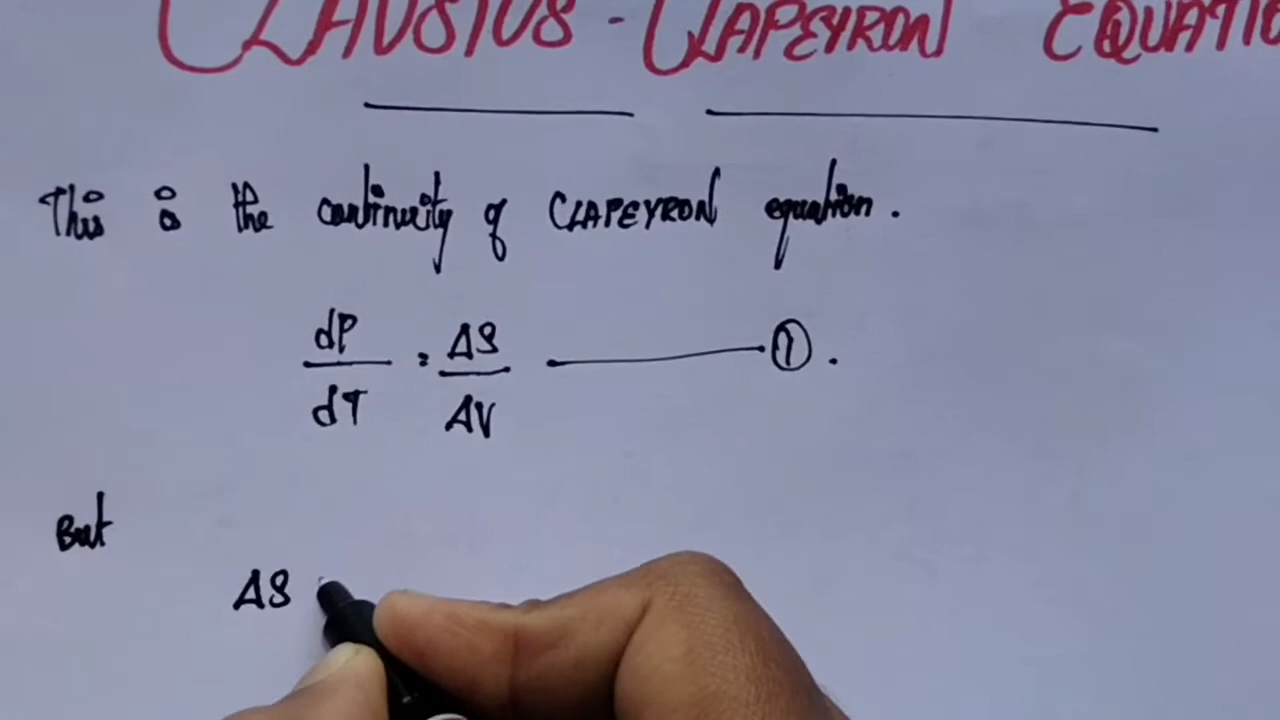 CLAUSIUS - CLAPEYRON EQUATIO
This is the continuity of CLAPEYRON equation.
dP/dT = ΔS/ΔV ——— ①.
But
ΔS